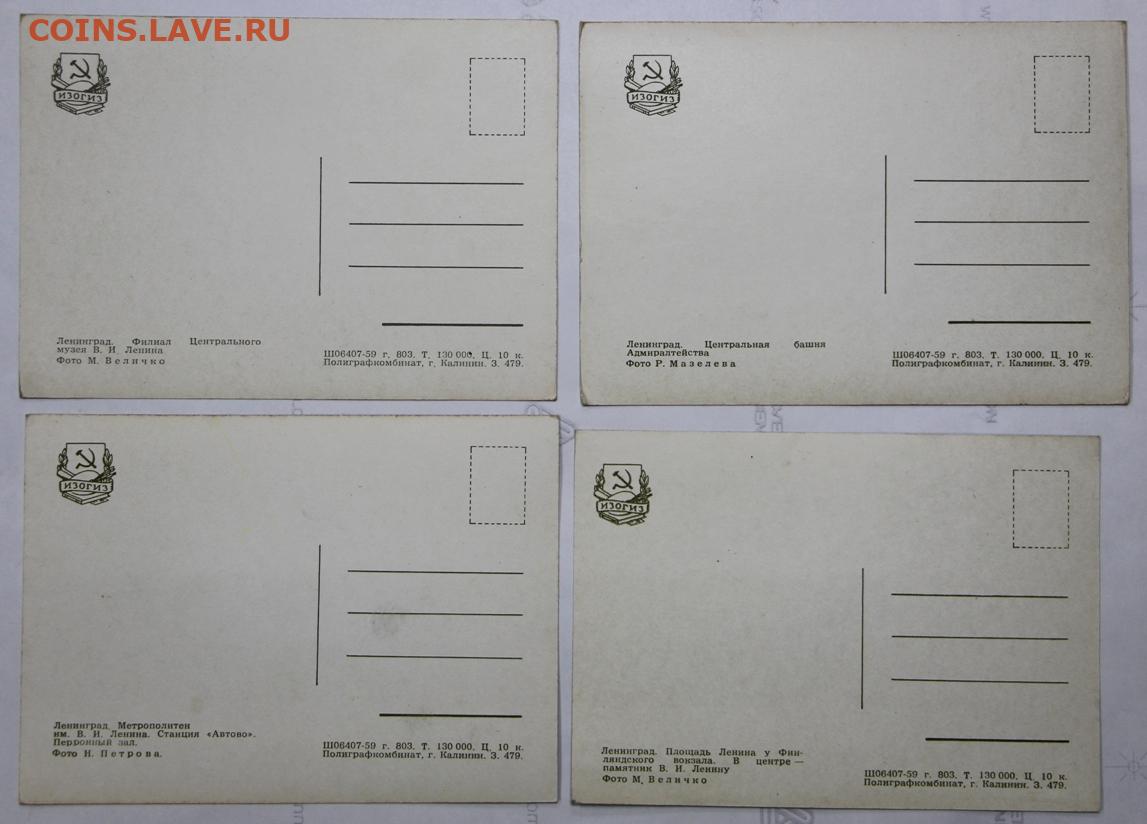 COINS.LAVE.RU
ИЗОГИЗ
Ленинград. Филиал Центрального
музея В. И. Ленина
Фото М. Величко
Ш06407-59 г. 803. Т. 130 000. Ц. 10 к.
Полиграфкомбинат, г. Калинин. З. 479.
ИЗОГИЗ
Ленинград. Центральная башня
Адмиралтейства
Фото Р. Мазелева
Ш06407-59 г. 803. Т. 130 000. Ц. 10 к.
Полиграфкомбинат, г. Калинин. З. 479.
ИЗОГИЗ
Ленинград. Метрополитен
им. В. И. Ленина. Станция «Автово».
Перронный зал.
Фото И. Петрова.
Ш06407-59 г. 803. Т. 130 000. Ц. 10 к.
Полиграфкомбинат, г. Калинин. З. 479.
ИЗОГИЗ
Ленинград. Площадь Ленина у Фин-
ляндского вокзала. В центре —
памятник В. И. Ленину
Фото М. Величко
Ш06407-59 г. 803. Т. 130 000. Ц. 10 к.
Полиграфкомбинат, г. Калинин. З. 479.